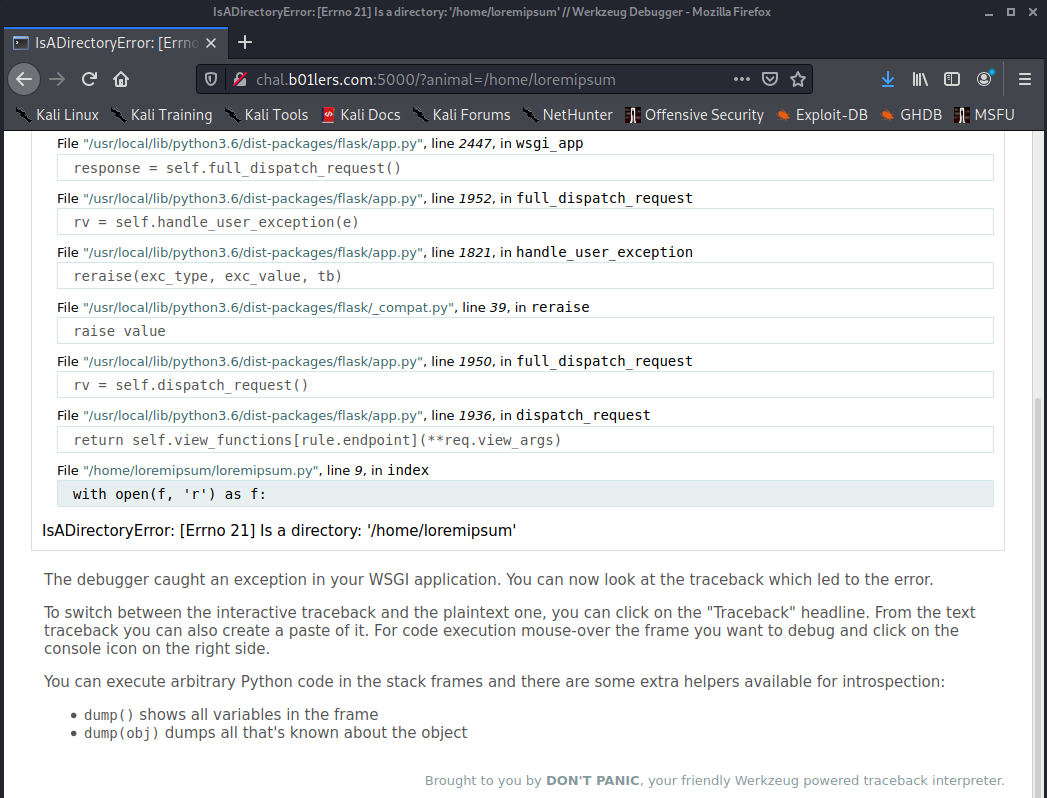 IsADirectoryError: [Errno 21] Is a directory: '/home/loremipsum' // Werkzeug Debugger - Mozilla Firefox
IsADirectoryError: [Errno
chal.b01lers.com:5000/?animal=/home/loremipsum
Kali Linux Kali Training Kali Tools Kali Docs Kali Forums NetHunter Offensive Security Exploit-DB GHDB MSFU
File "/usr/local/lib/python3.6/dist-packages/flask/app.py", line 2447, in wsgi_app
response = self.full_dispatch_request()
File "/usr/local/lib/python3.6/dist-packages/flask/app.py", line 1952, in full_dispatch_request
rv = self.handle_user_exception(e)
File "/usr/local/lib/python3.6/dist-packages/flask/app.py", line 1821, in handle_user_exception
reraise(exc_type, exc_value, tb)
File "/usr/local/lib/python3.6/dist-packages/flask/_compat.py", line 39, in reraise
raise value
File "/usr/local/lib/python3.6/dist-packages/flask/app.py", line 1950, in full_dispatch_request
rv = self.dispatch_request()
File "/usr/local/lib/python3.6/dist-packages/flask/app.py", line 1936, in dispatch_request
return self.view_functions[rule.endpoint](**req.view_args)
File "/home/loremipsum/loremipsum.py", line 9, in index
with open(f, 'r') as f:
IsADirectoryError: [Errno 21] Is a directory: '/home/loremipsum'
The debugger caught an exception in your WSGI application. You can now look at the traceback which led to the error.
To switch between the interactive traceback and the plaintext one, you can click on the "Traceback" headline. From the text
traceback you can also create a paste of it. For code execution mouse-over the frame you want to debug and click on the
console icon on the right side.
You can execute arbitrary Python code in the stack frames and there are some extra helpers available for introspection:
• dump() shows all variables in the frame
• dump(obj) dumps all that's known about the object
Brought to you by DON'T PANIC, your friendly Werkzeug powered traceback interpreter.